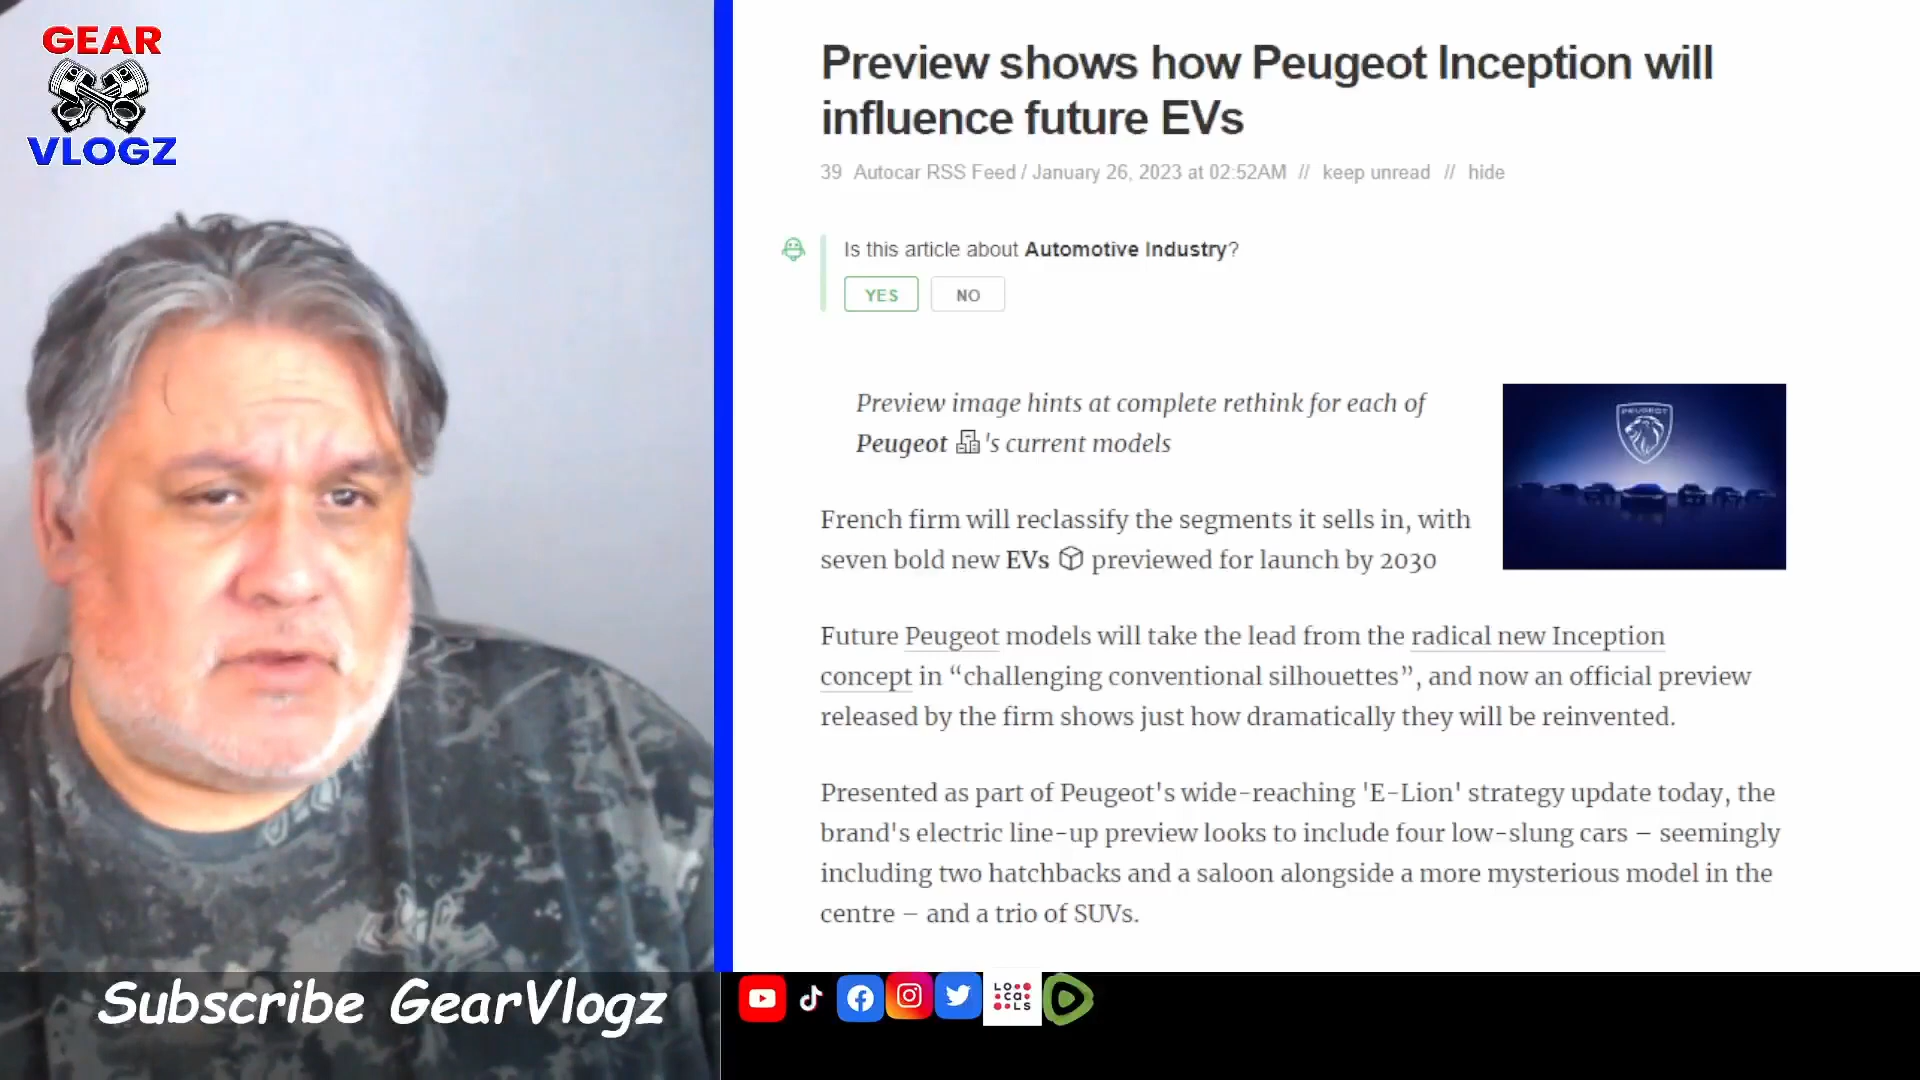 GEAR
VLOGZ
Preview shows how Peugeot Inception will
influence future EVs
39 Autocar RSS Feed / January 26, 2023 at 02:52AM // keep unread // hide
Is this article about Automotive Industry?
YES NO
Preview image hints at complete rethink for each of
Peugeot 's current models
PEUGEOT
French firm will reclassify the segments it sells in, with
seven bold new EVs previewed for launch by 2030
Future Peugeot models will take the lead from the radical new Inception
concept in “challenging conventional silhouettes”, and now an official preview
released by the firm shows just how dramatically they will be reinvented.
Presented as part of Peugeot's wide-reaching 'E-Lion' strategy update today, the
brand's electric line-up preview looks to include four low-slung cars – seemingly
including two hatchbacks and a saloon alongside a more mysterious model in the
centre – and a trio of SUVs.
Subscribe GearVlogz
LOCALS